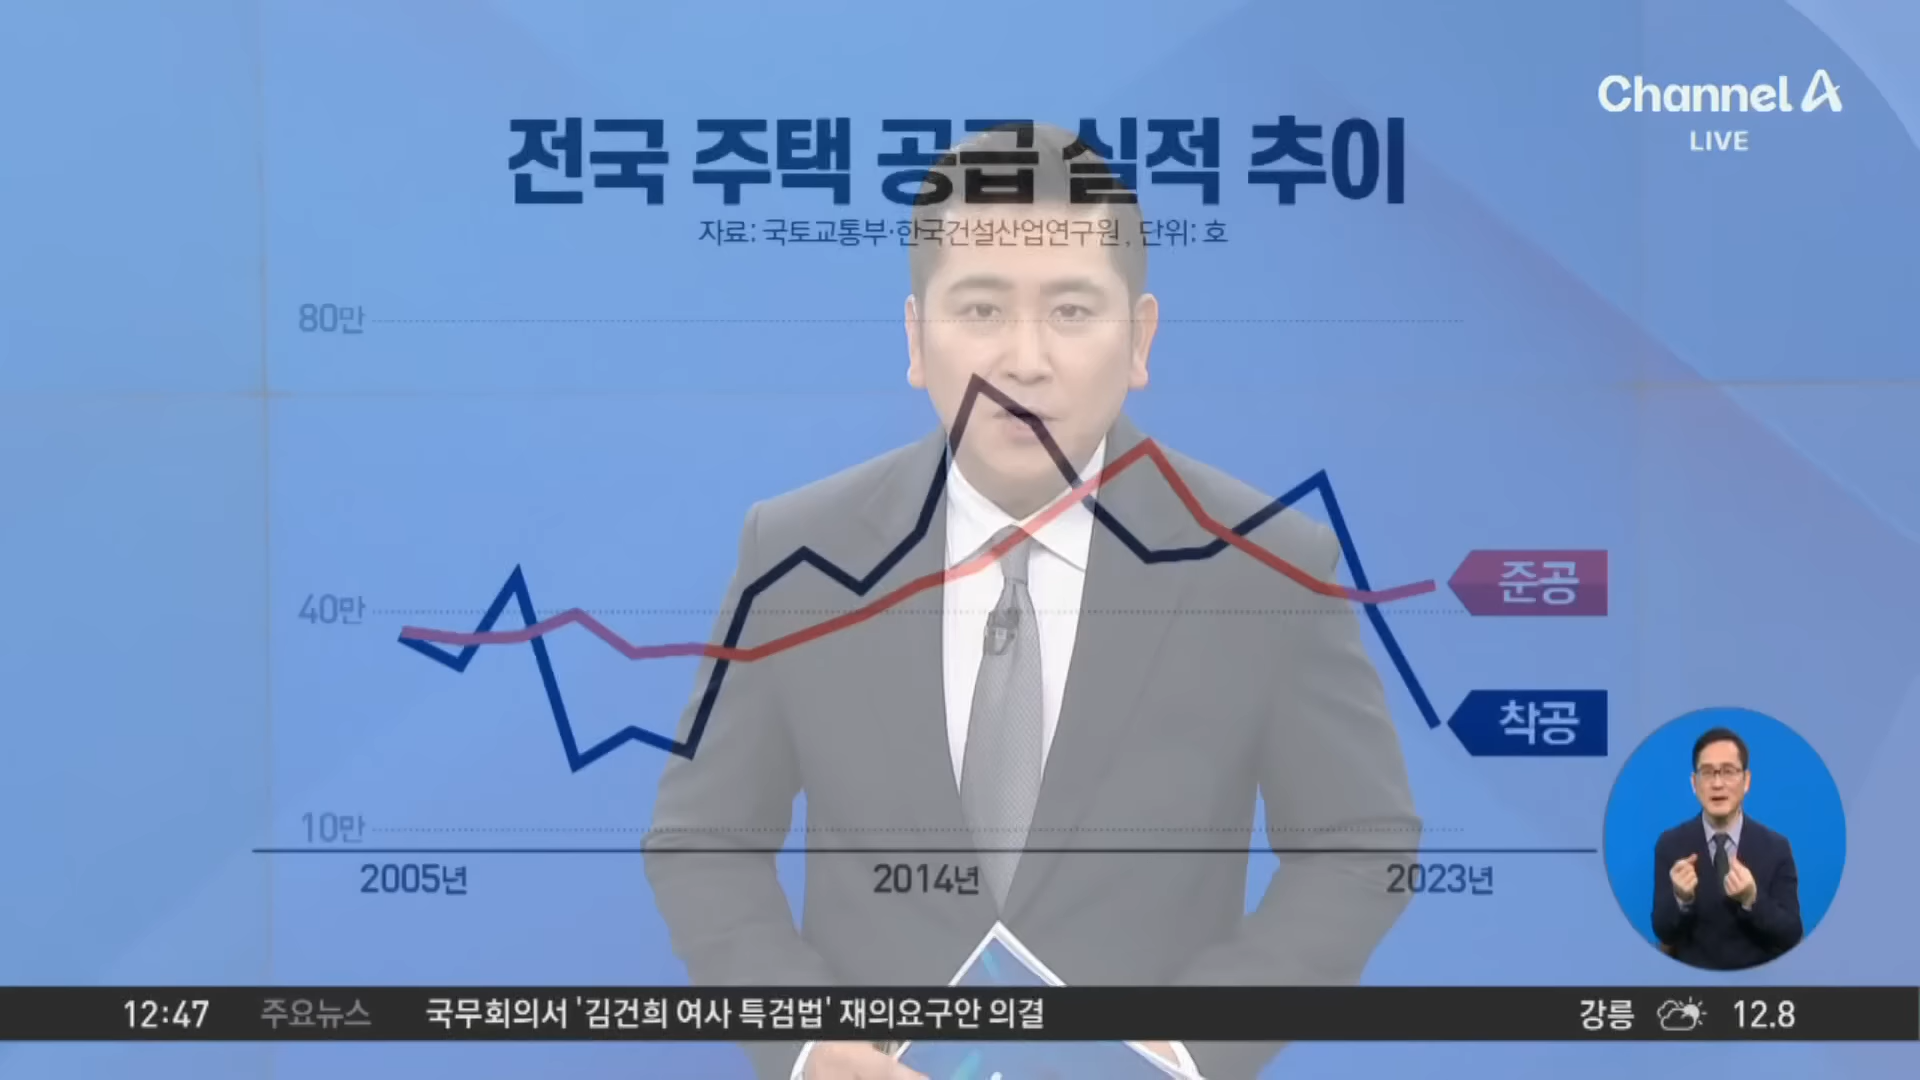 Channel A
LIVE
전국 주택 공급 실적 추이
자료: 국토교통부·한국건설산업연구원, 단위: 호
80만
40만
10만
준공
착공
2005년 2014년 2023년
12:47 주요뉴스 국무회의서 '김건희 여사 특검법' 재의요구안 의결 강릉 12.8